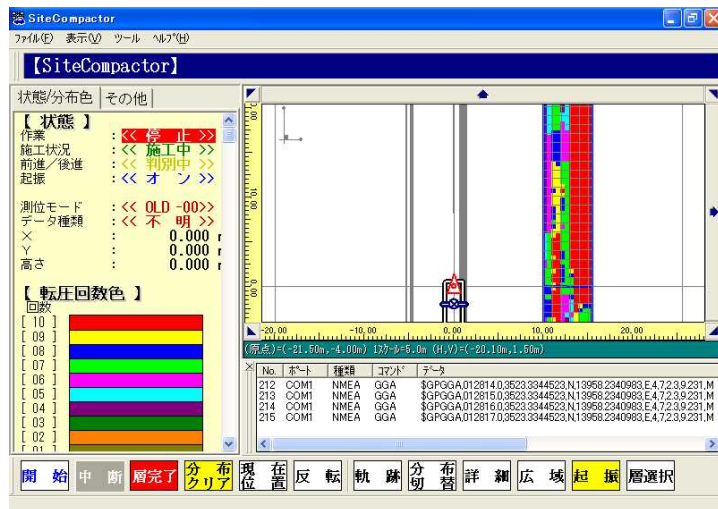 SiteCompactor
ﾌｧｲﾙ(F) 表示(V) ツール ﾍﾙﾌﾟ(H)
【SiteCompactor】
状態/分布色 その他
【 状態 】
作業 : << 停 止 >>
施工状況 : << 施工中 >>
前進／後進 : << 判別中 >>
起振 : << オ ン >>
測位モード : << OLD -00>>
データ種類 : << 不 明 >>
X : 0.000
Y : 0.000
高さ : 0.000
【 転圧回数色 】
回数
[ 10 ]
[ 09 ]
[ 08 ]
[ 07 ]
[ 06 ]
[ 05 ]
[ 04 ]
[ 03 ]
[ 02 ]
[ 01 ]
-20.00 -10.00 0.00 10.00 20.00
(原点)=(-21.50m,-4.00m) 1ｽｹｰﾙ=5.0m (H,V)=(-20.10m,1.50m)
No. ﾎﾟｰﾄ 種類 ｺﾏﾝﾄﾞ ﾃﾞｰﾀ
212 COM1 NMEA GGA $GPGGA,012814.0,3523.3344523,N,13958.2340983,E,4,7,2.3,9.231,M
213 COM1 NMEA GGA $GPGGA,012815.0,3523.3344523,N,13958.2340983,E,4,7,2.3,9.231,M
214 COM1 NMEA GGA $GPGGA,012816.0,3523.3344523,N,13958.2340983,E,4,7,2.3,9.231,M
215 COM1 NMEA GGA $GPGGA,012817.0,3523.3344523,N,13958.2340983,E,4,7,2.3,9.231,M
開 始 中 断 層完了 分 布 クリア 現 在 位 置 反 転 軌 跡 分 布 切 替 詳 細 広 域 起 振 層選択